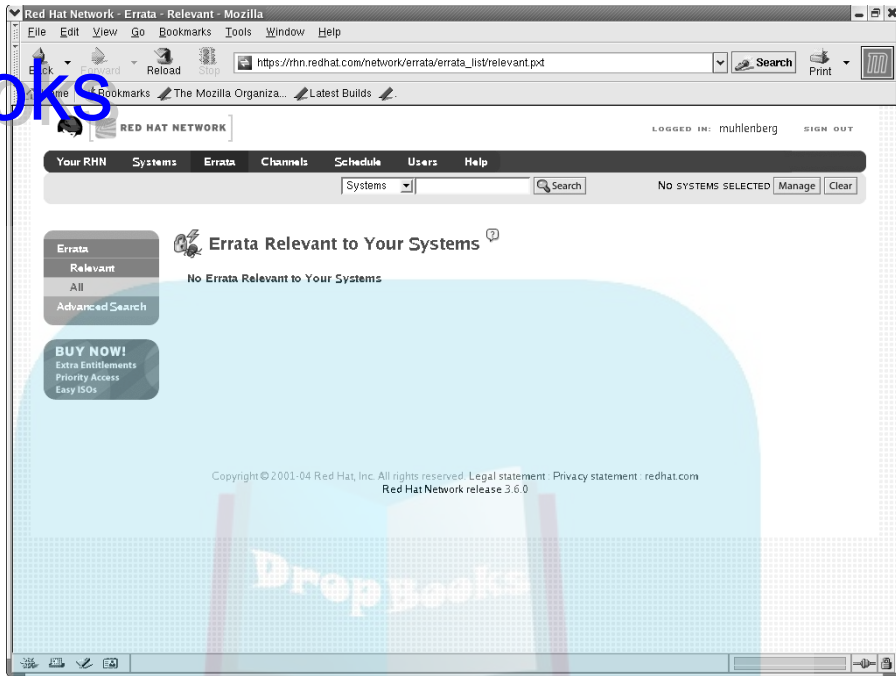 Red Hat Network - Errata - Relevant - Mozilla
File Edit View Go Bookmarks Tools Window Help
Back Forward Reload Stop https://rhn.redhat.com/network/errata/errata_list/relevant.pxt Search Print
Bookmarks The Mozilla Organiza... Latest Builds
oks
RED HAT NETWORK
LOGGED IN: muhlenberg SIGN OUT
Your RHN Systems Errata Channels Schedule Users Help
Systems Search NO SYSTEMS SELECTED Manage Clear
Errata
Relevant
All
Advanced Search
Errata Relevant to Your Systems ?
No Errata Relevant to Your Systems
BUY NOW!
Extra Entitlements
Priority Access
Easy ISOs
Copyright © 2001-04 Red Hat, Inc. All rights reserved. Legal statement : Privacy statement : redhat.com
Red Hat Network release 3.6.0
DropBooks